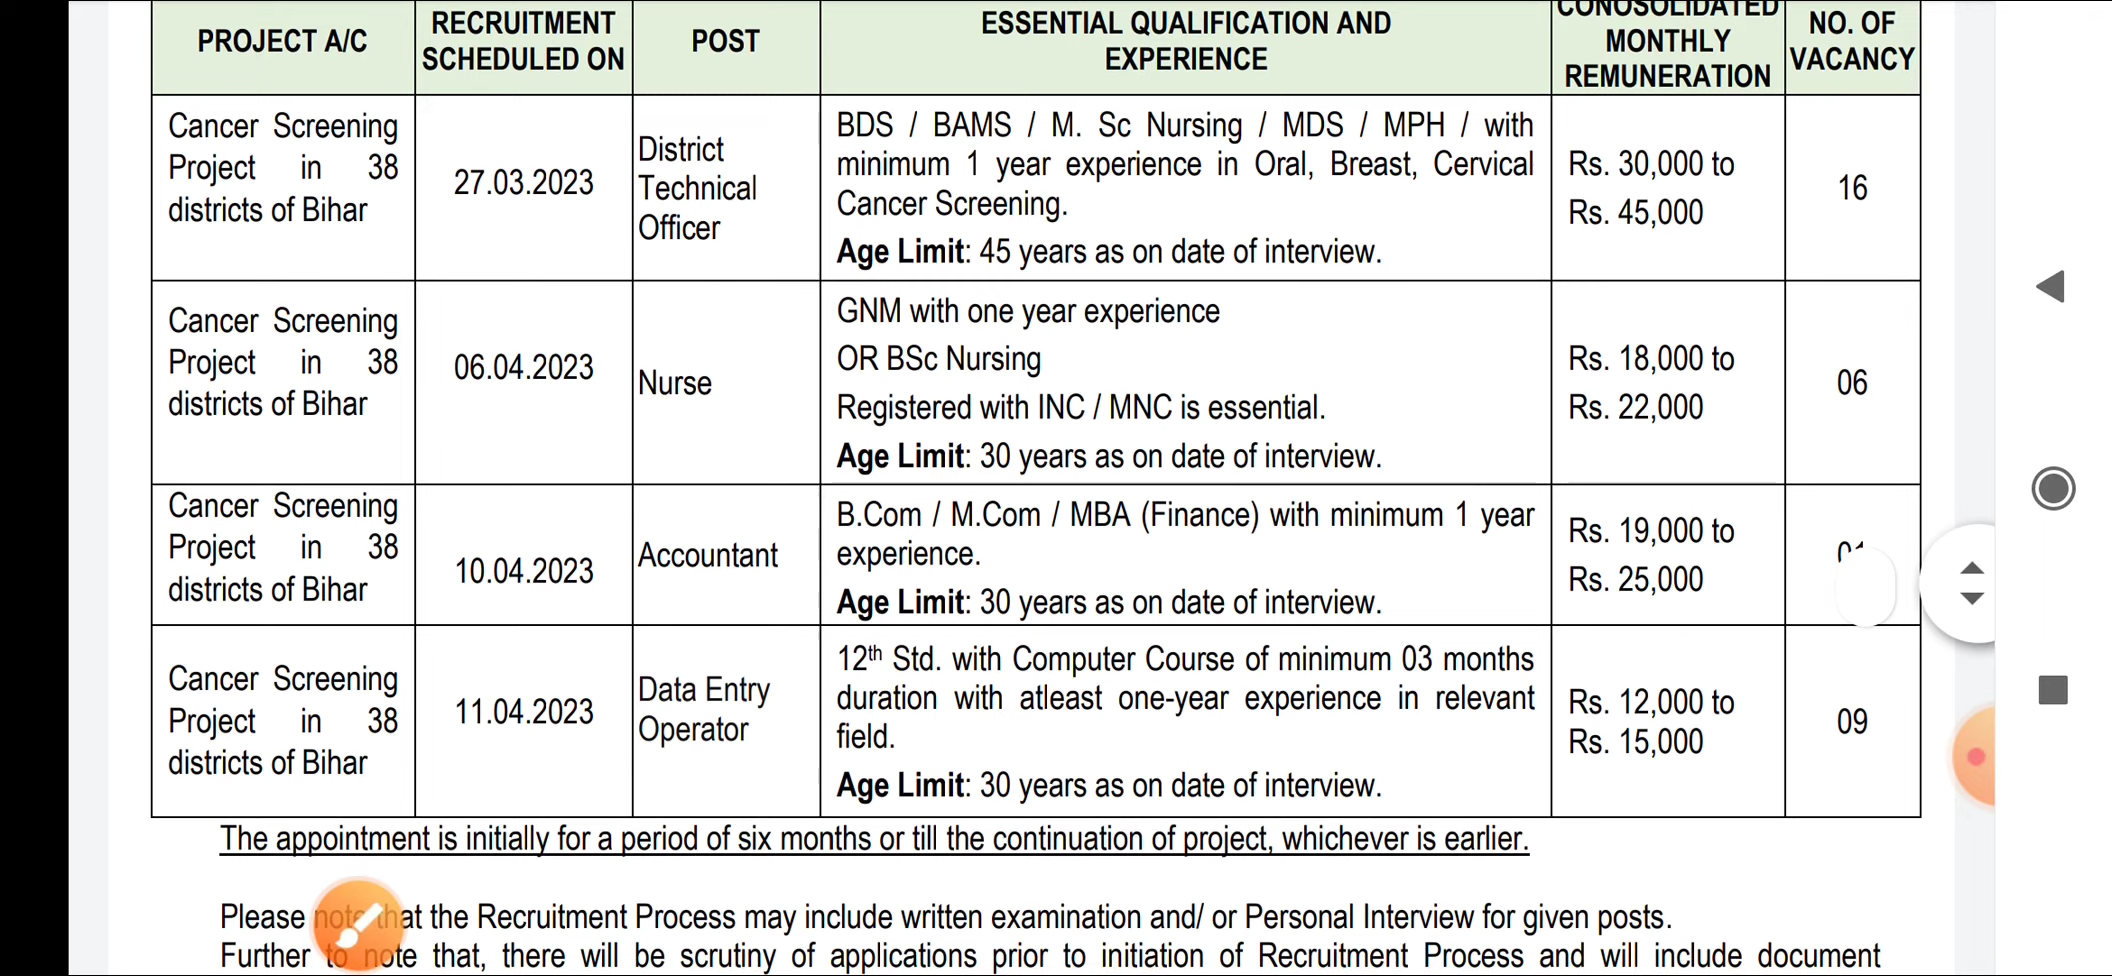 PROJECT A/C
RECRUITMENT
SCHEDULED ON
POST
ESSENTIAL QUALIFICATION AND
EXPERIENCE
CONOSOLIDATED
MONTHLY
REMUNERATION
NO. OF
VACANCY
Cancer Screening
Project in 38
districts of Bihar
27.03.2023
District
Technical
Officer
BDS / BAMS / M. Sc Nursing / MDS / MPH / with
minimum 1 year experience in Oral, Breast, Cervical
Cancer Screening.
Age Limit: 45 years as on date of interview.
Rs. 30,000 to
Rs. 45,000
16
Cancer Screening
Project in 38
districts of Bihar
06.04.2023
Nurse
GNM with one year experience
OR BSc Nursing
Registered with INC / MNC is essential.
Age Limit: 30 years as on date of interview.
Rs. 18,000 to
Rs. 22,000
06
Cancer Screening
Project in 38
districts of Bihar
10.04.2023
Accountant
B.Com / M.Com / MBA (Finance) with minimum 1 year
experience.
Age Limit: 30 years as on date of interview.
Rs. 19,000 to
Rs. 25,000
Cancer Screening
Project in 38
districts of Bihar
11.04.2023
Data Entry
Operator
12th Std. with Computer Course of minimum 03 months
duration with atleast one-year experience in relevant
field.
Age Limit: 30 years as on date of interview.
Rs. 12,000 to
Rs. 15,000
09
The appointment is initially for a period of six months or till the continuation of project, whichever is earlier.
Please note that the Recruitment Process may include written examination and/ or Personal Interview for given posts.
Further to note that, there will be scrutiny of applications prior to initiation of Recruitment Process and will include document